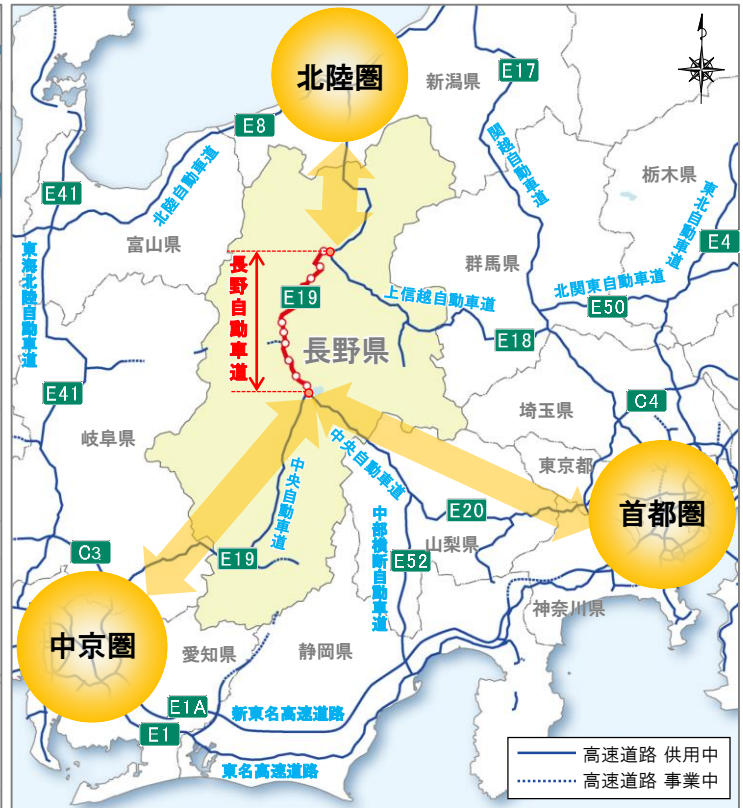 北陸圏
新潟県
E17
E8
関越自動車道
栃木県
E41
北陸自動車道
東北自動車道
E4
富山県
東海北陸自動車道
長野自動車道
E19
群馬県
上信越自動車道
北関東自動車道
E50
E18
長野県
E41
岐阜県
埼玉県
C4
東京都
中央自動車道
中央自動車道
首都圏
E20
山梨県
C3
E19
中部横断自動車道
E52
神奈川県
中京圏
愛知県
静岡県
E1A
新東名高速道路
E1
東名高速道路
高速道路 供用中
高速道路 事業中